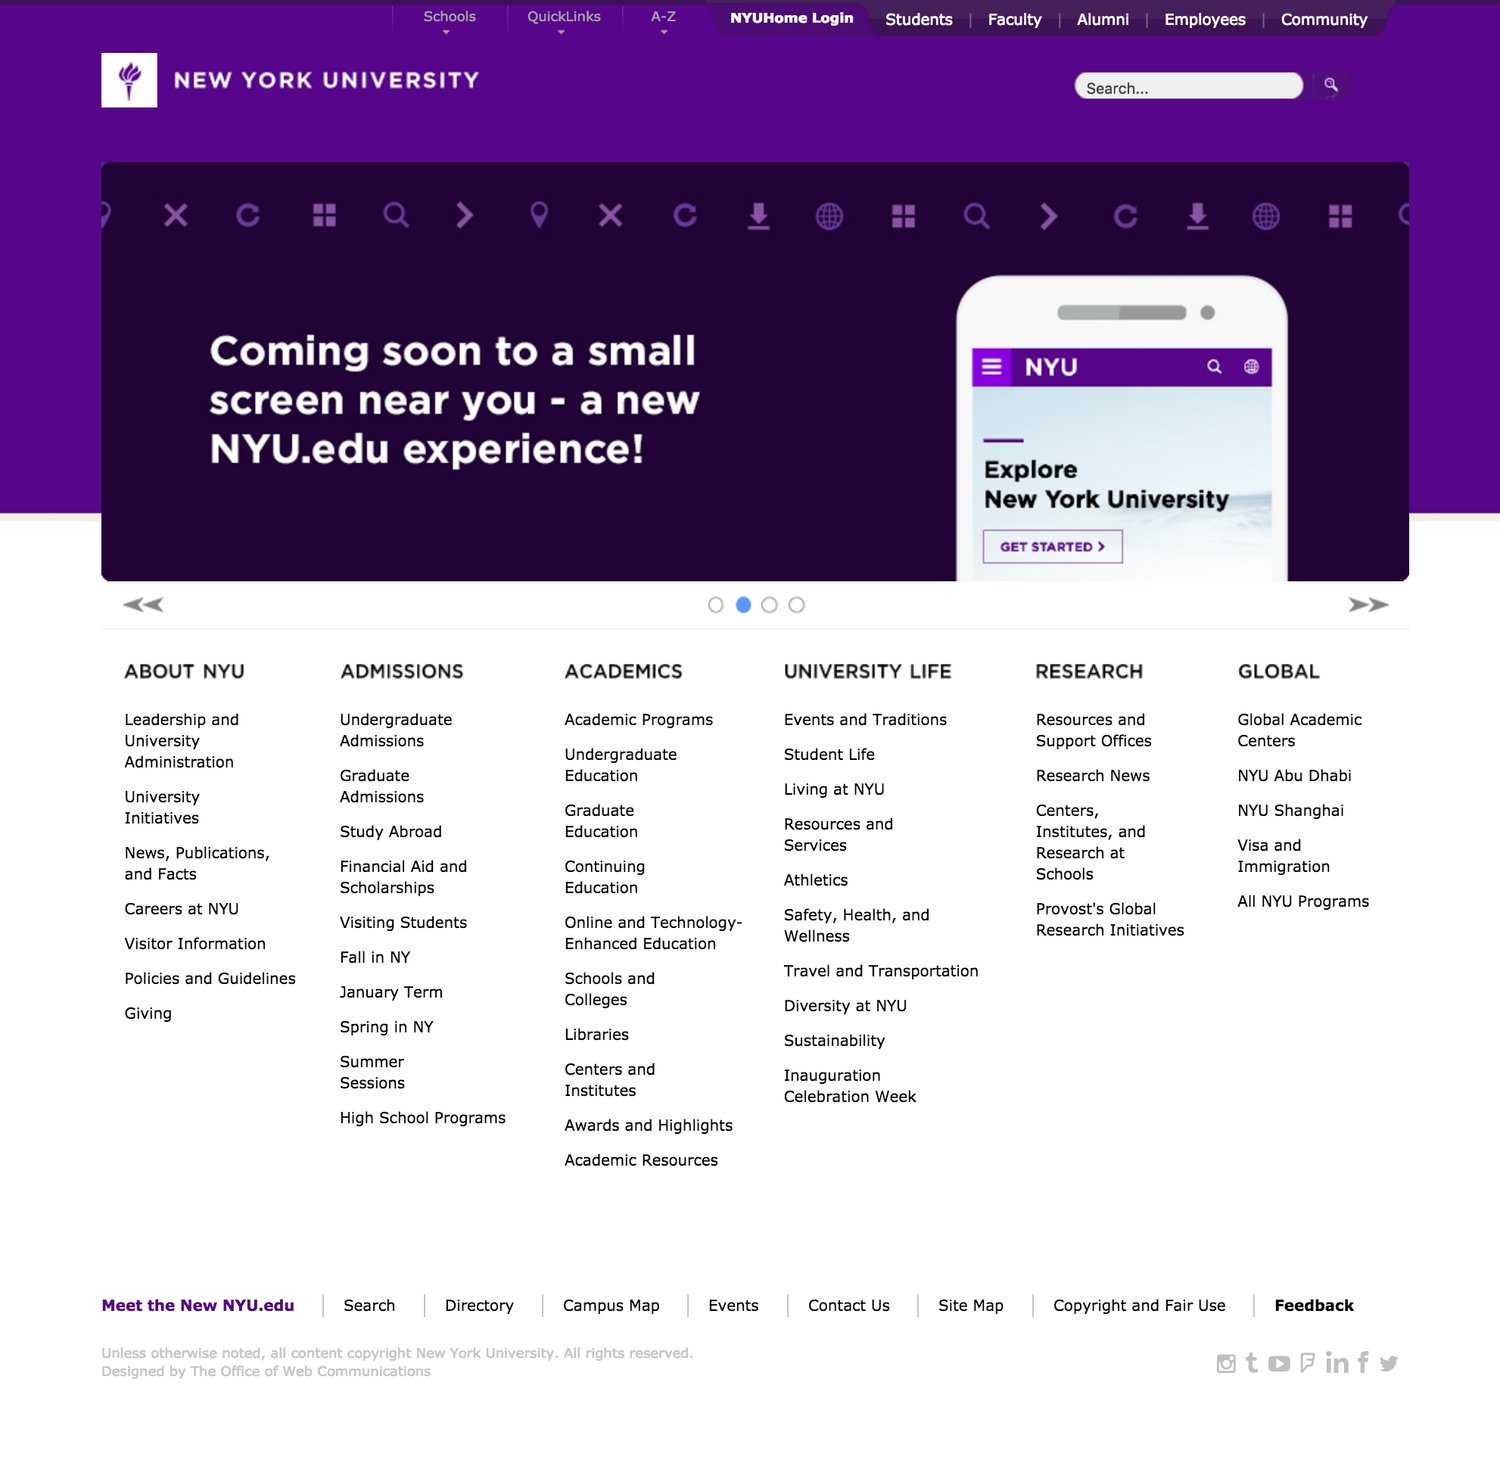 Schools QuickLinks A-Z NYUHome Login Students | Faculty | Alumni | Employees | Community
NEW YORK UNIVERSITY
Search...
Coming soon to a small
screen near you - a new
NYU.edu experience!
NYU
Explore
New York University
GET STARTED
ABOUT NYU
Leadership and
University
Administration
University
Initiatives
News, Publications,
and Facts
Careers at NYU
Visitor Information
Policies and Guidelines
Giving
ADMISSIONS
Undergraduate
Admissions
Graduate
Admissions
Study Abroad
Financial Aid and
Scholarships
Visiting Students
Fall in NY
January Term
Spring in NY
Summer
Sessions
High School Programs
ACADEMICS
Academic Programs
Undergraduate
Education
Graduate
Education
Continuing
Education
Online and Technology-
Enhanced Education
Schools and
Colleges
Libraries
Centers and
Institutes
Awards and Highlights
Academic Resources
UNIVERSITY LIFE
Events and Traditions
Student Life
Living at NYU
Resources and
Services
Athletics
Safety, Health, and
Wellness
Travel and Transportation
Diversity at NYU
Sustainability
Inauguration
Celebration Week
RESEARCH
Resources and
Support Offices
Research News
Centers,
Institutes, and
Research at
Schools
Provost's Global
Research Initiatives
GLOBAL
Global Academic
Centers
NYU Abu Dhabi
NYU Shanghai
Visa and
Immigration
All NYU Programs
Meet the New NYU.edu | Search | Directory | Campus Map | Events | Contact Us | Site Map | Copyright and Fair Use | Feedback
Unless otherwise noted, all content copyright New York University. All rights reserved.
Designed by The Office of Web Communications